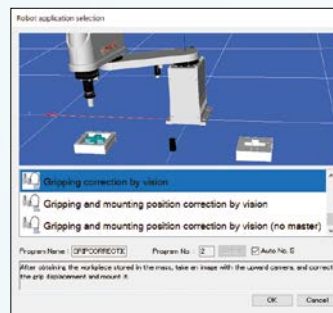 Robot application selection
Gripping correction by vision
Gripping and mounting position correction by vision
Gripping and mounting position correction by vision (no master)
Program Name : GRIPCORRECTI Program No : 2 Auto No. S
After obtaining the workpiece stored in the mass, take an image with the upward camera, and correct
the grip displacement and mount it.
OK Cancel